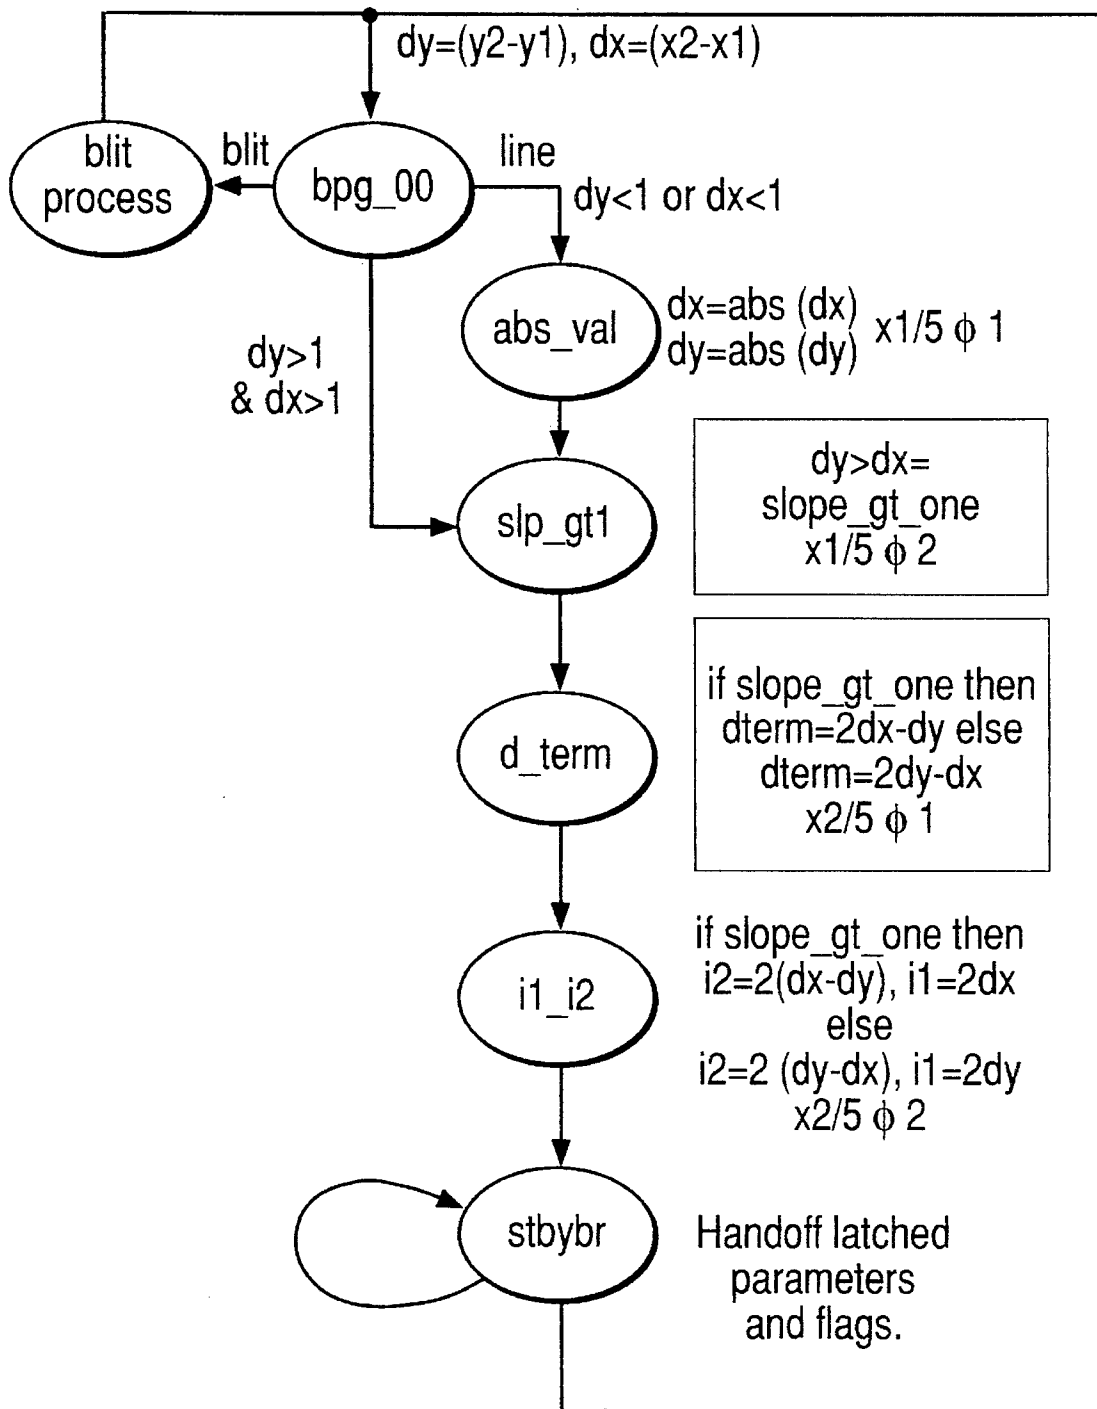 dy=(y2-y1), dx=(x2-x1)
blit
process
blit
bpg_00
line
dy<1 or dx<1
abs_val
dx=abs (dx)
dy=abs (dy)
x1/5 ϕ 1
dy>1
& dx>1
slp_gt1
dy>dx=
slope_gt_one
x1/5 ϕ 2
d_term
if slope_gt_one then
dterm=2dx-dy else
dterm=2dy-dx
x2/5 ϕ 1
i1_i2
if slope_gt_one then
i2=2(dx-dy), i1=2dx
else
i2=2 (dy-dx), i1=2dy
x2/5 ϕ 2
stbybr
Handoff latched
parameters
and flags.